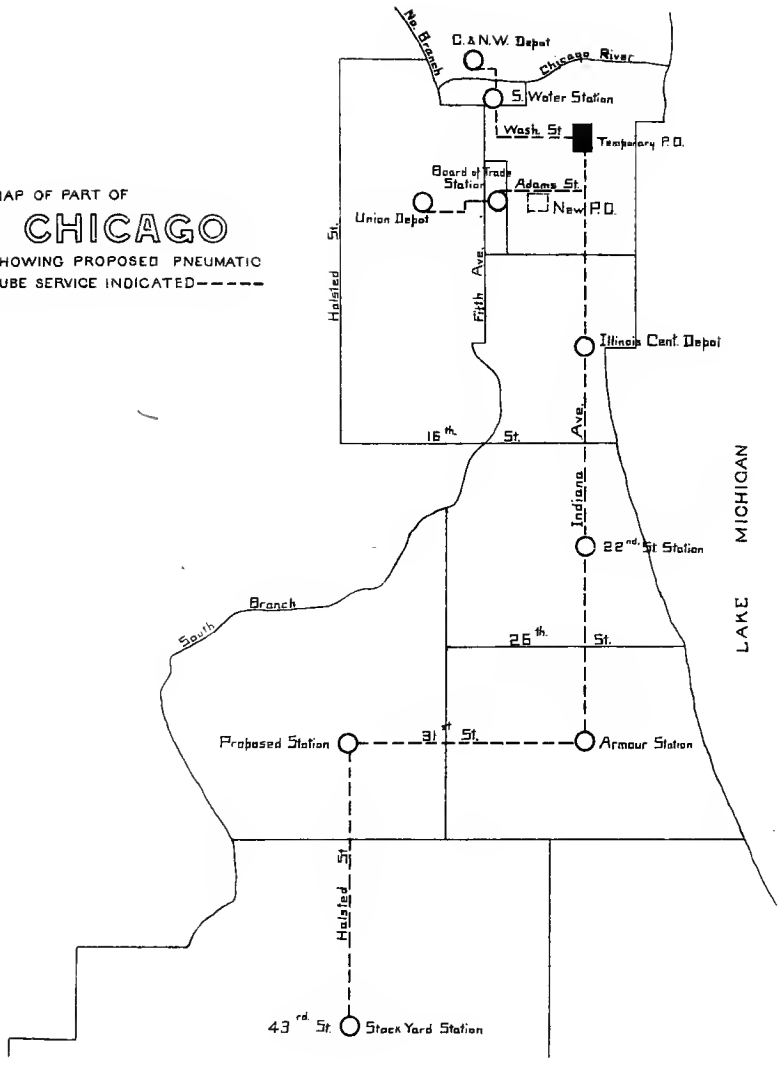 MAP OF PART OF
CHICAGO
SHOWING PROPOSED PNEUMATIC
TUBE SERVICE INDICATED
No. Branch
C. & N.W. Depot
Chicago River
S. Water Station
Wash. St
Temporary P.O.
Board of Trade
Station
Adams St.
Union Depot
New P.O.
Halsted St.
Fifth Ave.
Illinois Cent. Depot
16th. St.
Indiana Ave.
LAKE MICHIGAN
22nd. St Station
South Branch
26th. St.
Proposed Station
31st St.
Armour Station
Halsted St.
43rd. St.
Stock Yard Station